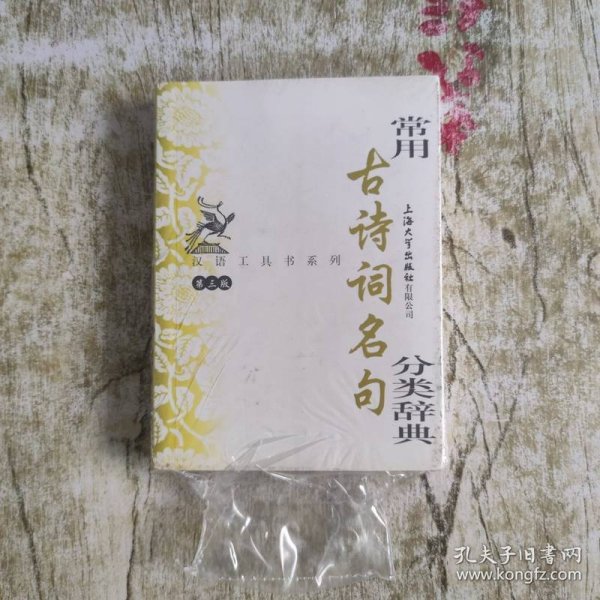 常用
古诗词名句
分类辞典
上海大学出版社有限公司
汉语工具书系列
第三版
孔夫子旧书网
www.kongfz.com